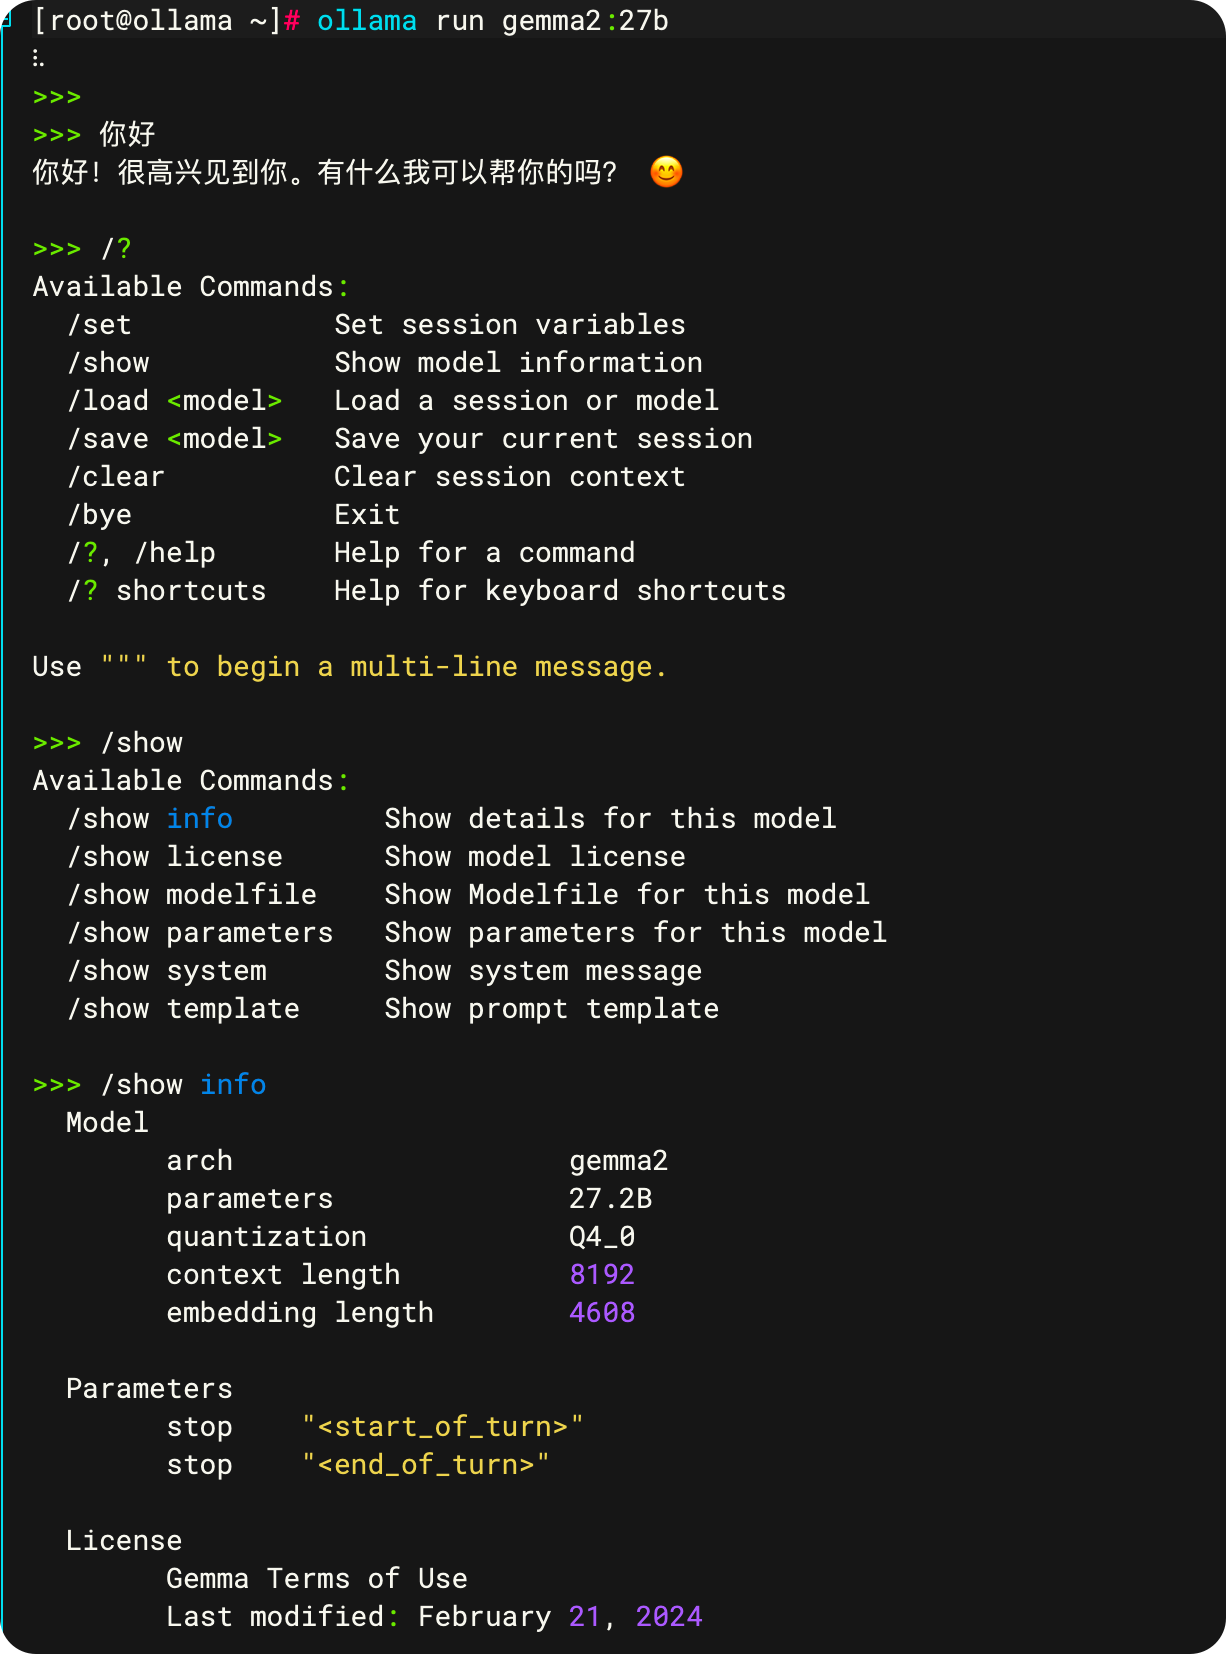 [root@ollama ~]# ollama run gemma2:27b
>>>
>>> 你好
你好！很高兴见到你。有什么我可以帮你的吗？ 😊
>>> /?
Available Commands:
  /set            Set session variables
  /show           Show model information
  /load <model>   Load a session or model
  /save <model>   Save your current session
  /clear          Clear session context
  /bye            Exit
  /?, /help       Help for a command
  /? shortcuts    Help for keyboard shortcuts
Use """ to begin a multi-line message.
>>> /show
Available Commands:
  /show info         Show details for this model
  /show license      Show model license
  /show modelfile    Show Modelfile for this model
  /show parameters   Show parameters for this model
  /show system       Show system message
  /show template     Show prompt template
>>> /show info
  Model
        arch                    gemma2
        parameters              27.2B
        quantization            Q4_0
        context length          8192
        embedding length        4608
  Parameters
        stop    "<start_of_turn>"
        stop    "<end_of_turn>"
  License
        Gemma Terms of Use
        Last modified: February 21, 2024